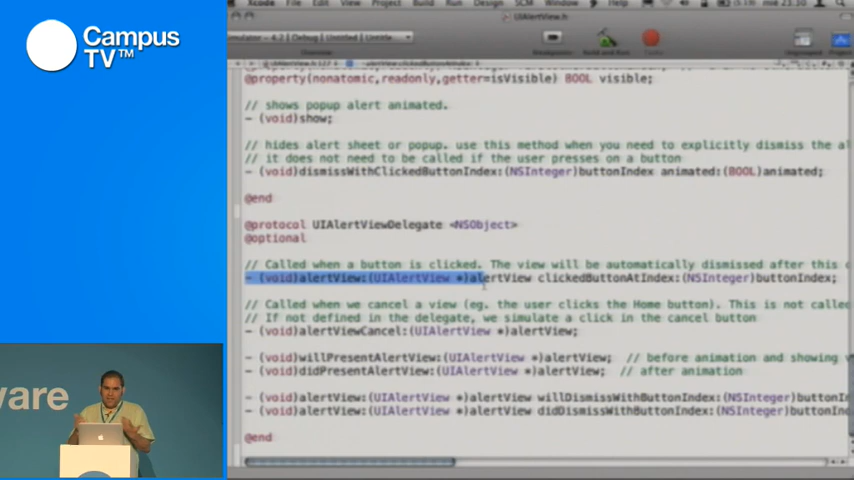 Campus
TV™
ware
Xcode File Edit View Project Build Run Design SCM Window Help
UIAlertView.h
Simulator - 4.2 | Debug | Untitled | Untitled...
@property(nonatomic,readonly,getter=isVisible) BOOL visible;
// shows popup alert animated.
- (void)show;
// hides alert sheet or popup. use this method when you need to explicitly dismiss the al
// it does not need to be called if the user presses on a button
- (void)dismissWithClickedButtonIndex:(NSInteger)buttonIndex animated:(BOOL)animated;
@end
@protocol UIAlertViewDelegate <NSObject>
@optional
// Called when a button is clicked. The view will be automatically dismissed after this c
- (void)alertView:(UIAlertView *)alertView clickedButtonAtIndex:(NSInteger)buttonIndex;
// Called when we cancel a view (eg. the user clicks the Home button). This is not called
// If not defined in the delegate, we simulate a click in the cancel button
- (void)alertViewCancel:(UIAlertView *)alertView;
- (void)willPresentAlertView:(UIAlertView *)alertView; // before animation and showing v
- (void)didPresentAlertView:(UIAlertView *)alertView; // after animation
- (void)alertView:(UIAlertView *)alertView willDismissWithButtonIndex:(NSInteger)buttonIn
- (void)alertView:(UIAlertView *)alertView didDismissWithButtonIndex:(NSInteger)buttonInde
@end